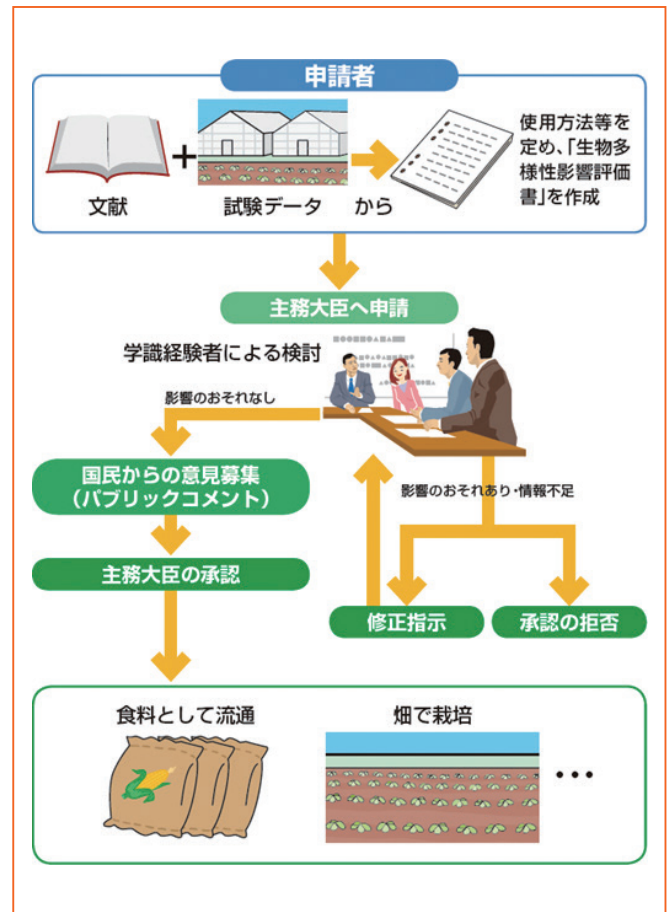 申請者
文献
+
試験データ
から
使用方法等を
定め、「生物多
様性影響評価
書」を作成
主務大臣へ申請
学識経験者による検討
影響のおそれなし
国民からの意見募集
（パブリックコメント）
影響のおそれあり・情報不足
主務大臣の承認
修正指示
承認の拒否
食料として流通
畑で栽培
…